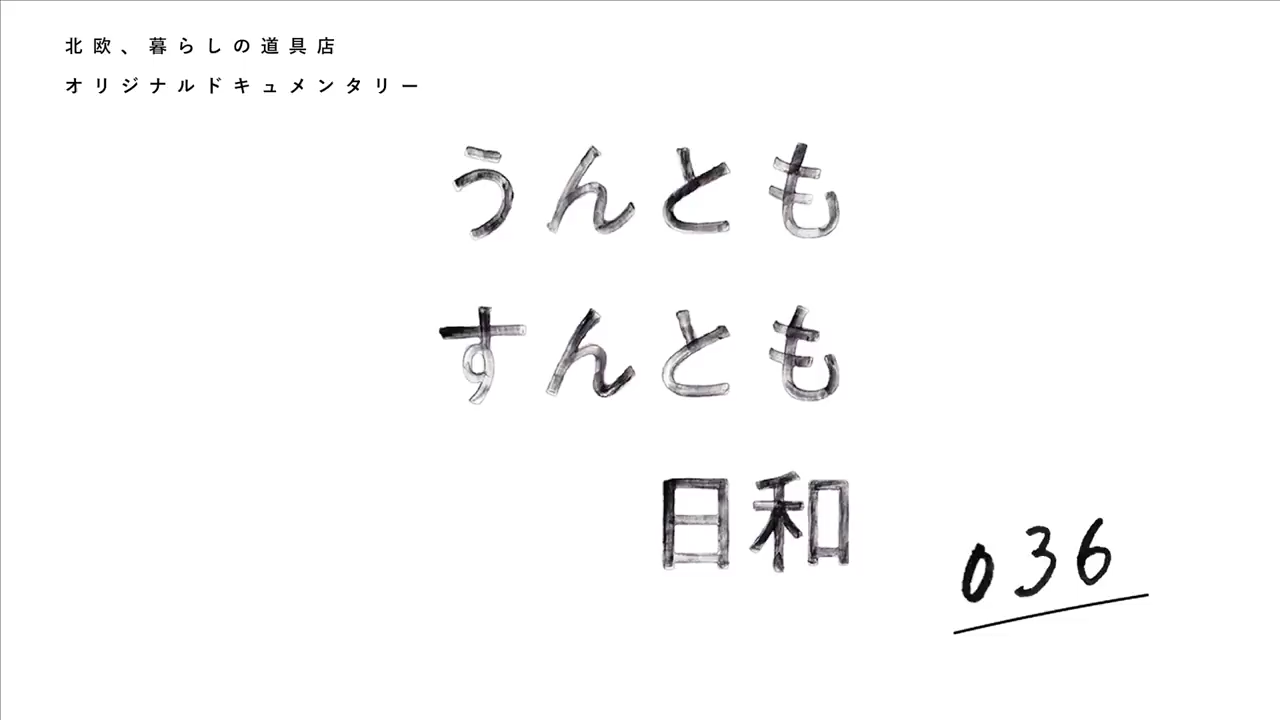 北欧、暮らしの道具店
オリジナルドキュメンタリー
うんとも
すんとも
日和
036